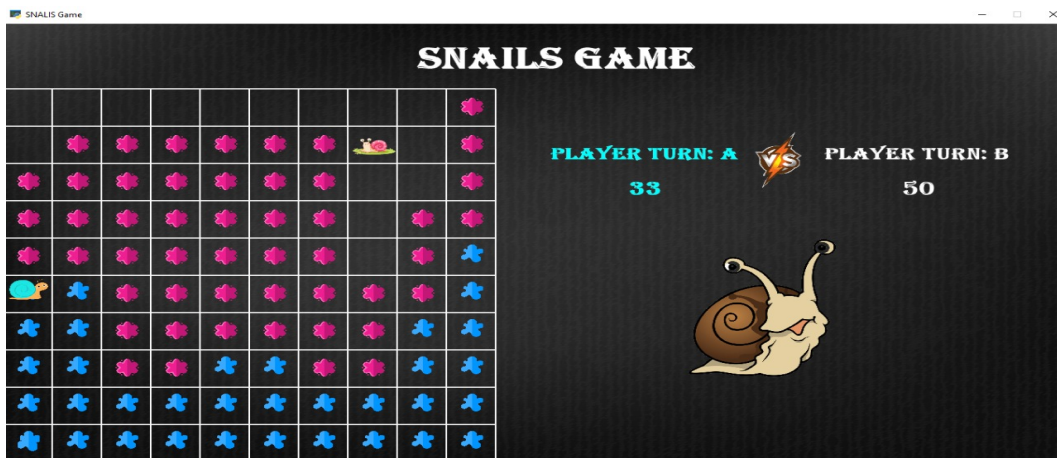 SNALIS Game
SNAILS GAME
PLAYER TURN: A
VS
PLAYER TURN: B
33
50